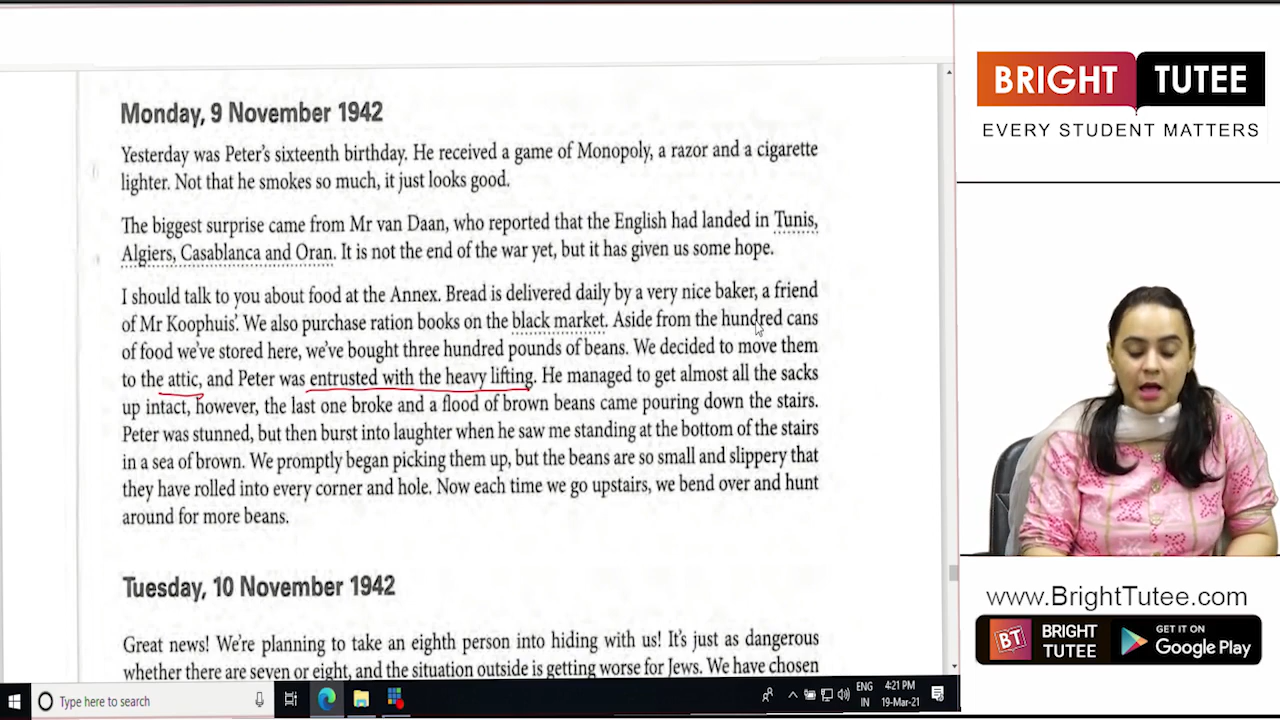 Monday, 9 November 1942
Yesterday was Peter's sixteenth birthday. He received a game of Monopoly, a razor and a cigarette
lighter. Not that he smokes so much, it just looks good.
The biggest surprise came from Mr van Daan, who reported that the English had landed in Tunis,
Algiers, Casablanca and Oran. It is not the end of the war yet, but it has given us some hope.
I should talk to you about food at the Annex. Bread is delivered daily by a very nice baker, a friend
of Mr Koophuis'. We also purchase ration books on the black market. Aside from the hundred cans
of food we've stored here, we've bought three hundred pounds of beans. We decided to move them
to the attic, and Peter was entrusted with the heavy lifting. He managed to get almost all the sacks
up intact, however, the last one broke and a flood of brown beans came pouring down the stairs.
Peter was stunned, but then burst into laughter when he saw me standing at the bottom of the stairs
in a sea of brown. We promptly began picking them up, but the beans are so small and slippery that
they have rolled into every corner and hole. Now each time we go upstairs, we bend over and hunt
around for more beans.
Tuesday, 10 November 1942
Great news! We're planning to take an eighth person into hiding with us! It's just as dangerous
whether there are seven or eight, and the situation outside is getting worse for Jews. We have chosen
BRIGHT TUTEE
EVERY STUDENT MATTERS
www.BrightTutee.com
BT BRIGHT TUTEE
GET IT ON
Google Play
Type here to search
ENG
IN
4:21 PM
19-Mar-21